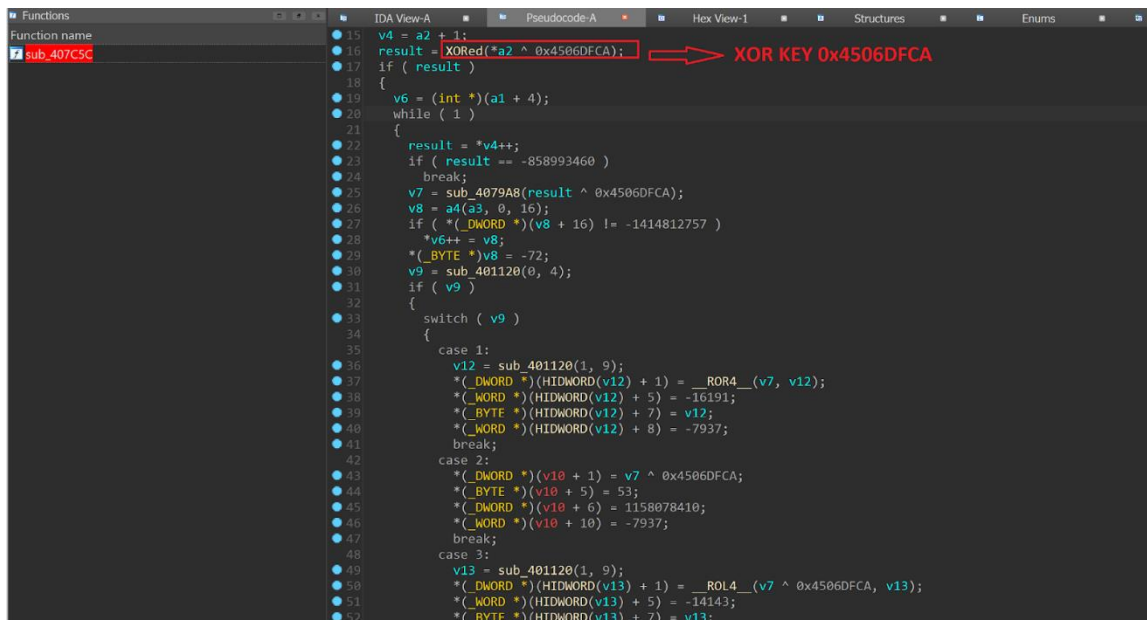 Functions
IDA View-A
Pseudocode-A
Hex View-1
Structures
Enums
Function name
sub_407C5C
15 v4 = a2 + 1;
16 result = XORed(*a2 ^ 0x4506DFCA);
XOR KEY 0x4506DFCA
17 if ( result )
18 {
19 v6 = (int *)(a1 + 4);
20 while ( 1 )
21 {
22 result = *v4++;
23 if ( result == -858993460 )
24 break;
25 v7 = sub_4079A8(result ^ 0x4506DFCA);
26 v8 = a4(a3, 0, 16);
27 if ( *(_DWORD *)(v8 + 16) != -1414812757 )
28 *v6++ = v8;
29 *(_BYTE *)v8 = -72;
30 v9 = sub_401120(0, 4);
31 if ( v9 )
32 {
33 switch ( v9 )
34 {
35 case 1:
36 v12 = sub_401120(1, 9);
37 *(_DWORD *)(HIDWORD(v12) + 1) = __ROR4__(v7, v12);
38 *(_WORD *)(HIDWORD(v12) + 5) = -16191;
39 *(_BYTE *)(HIDWORD(v12) + 7) = v12;
40 *(_WORD *)(HIDWORD(v12) + 8) = -7937;
41 break;
42 case 2:
43 *(_DWORD *)(v10 + 1) = v7 ^ 0x4506DFCA;
44 *(_BYTE *)(v10 + 5) = 53;
45 *(_DWORD *)(v10 + 6) = 1158078410;
46 *(_WORD *)(v10 + 10) = -7937;
47 break;
48 case 3:
49 v13 = sub_401120(1, 9);
50 *(_DWORD *)(HIDWORD(v13) + 1) = __ROL4__(v7 ^ 0x4506DFCA, v13);
51 *(_WORD *)(HIDWORD(v13) + 5) = -14143;
52 *(_BYTE *)(HIDWORD(v13) + 7) = v13;